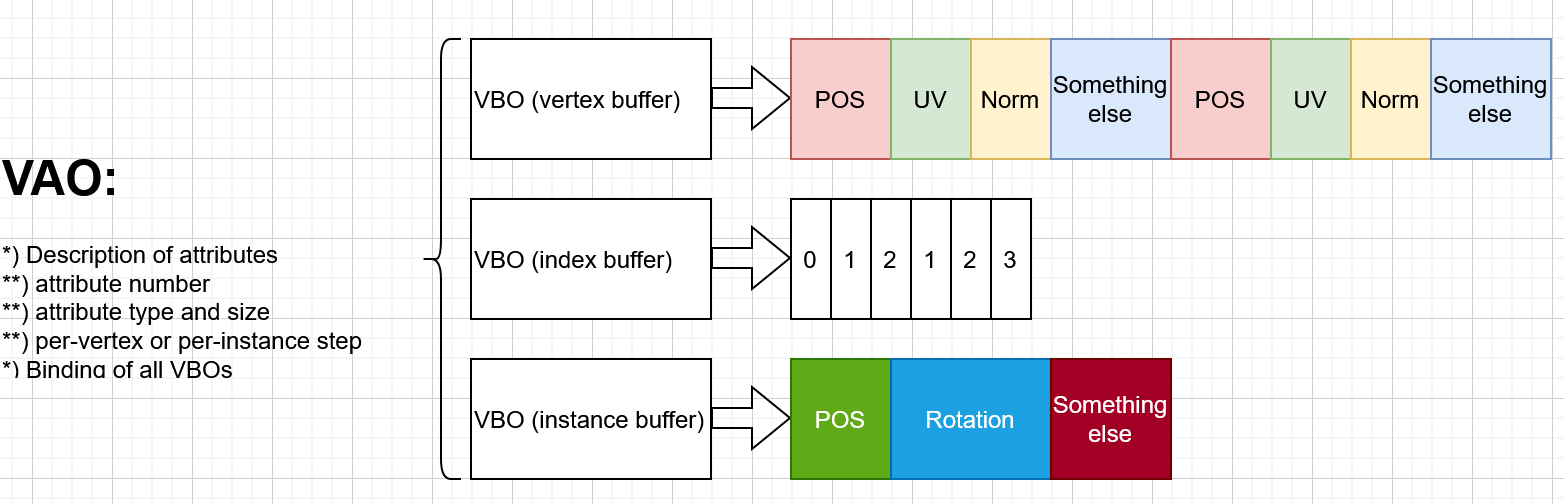 VAO:
*) Description of attributes
**) attribute number
**) attribute type and size
**) per-vertex or per-instance step
*) Binding of all VBOs
VBO (vertex buffer)
POS
UV
Norm
Something
else
POS
UV
Norm
Something
else
VBO (index buffer)
0
1
2
1
2
3
VBO (instance buffer)
POS
Rotation
Something
else